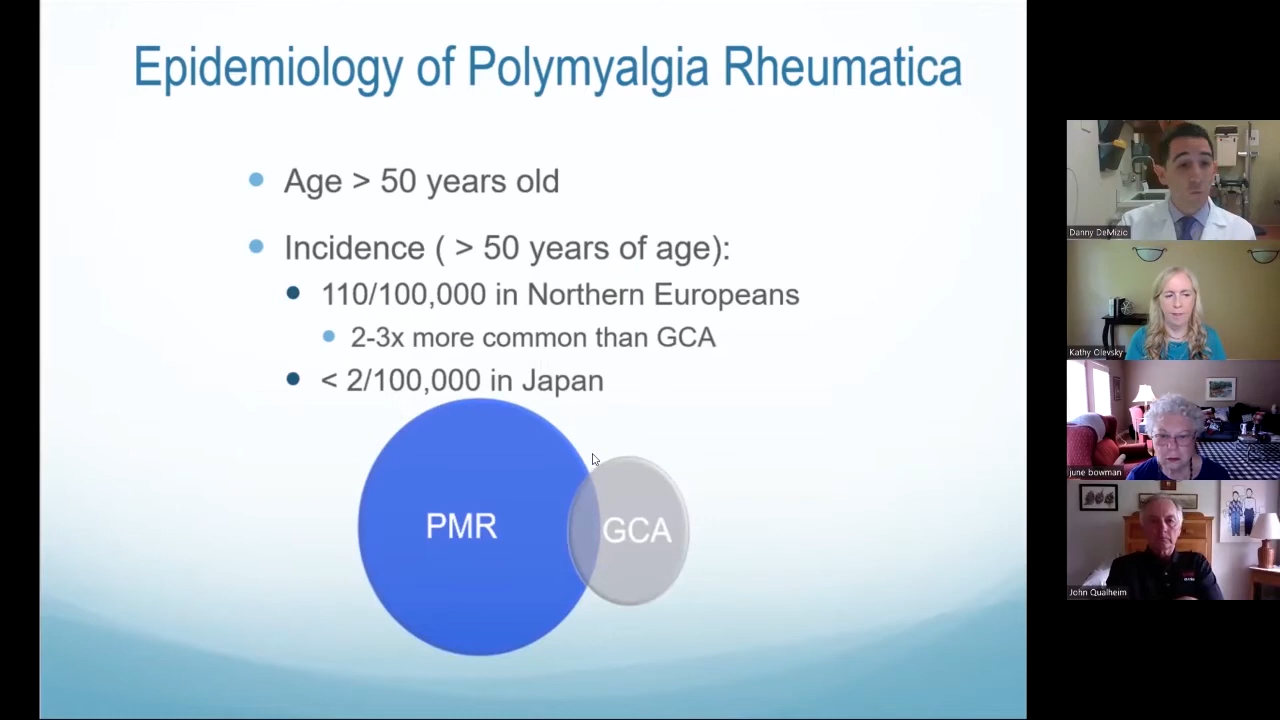 Epidemiology of Polymyalgia Rheumatica
Age > 50 years old
Incidence ( > 50 years of age):
110/100,000 in Northern Europeans
2-3x more common than GCA
< 2/100,000 in Japan
PMR
GCA
Danny DeMizio
Kathy Olevsky
june bowman
John Qualheim